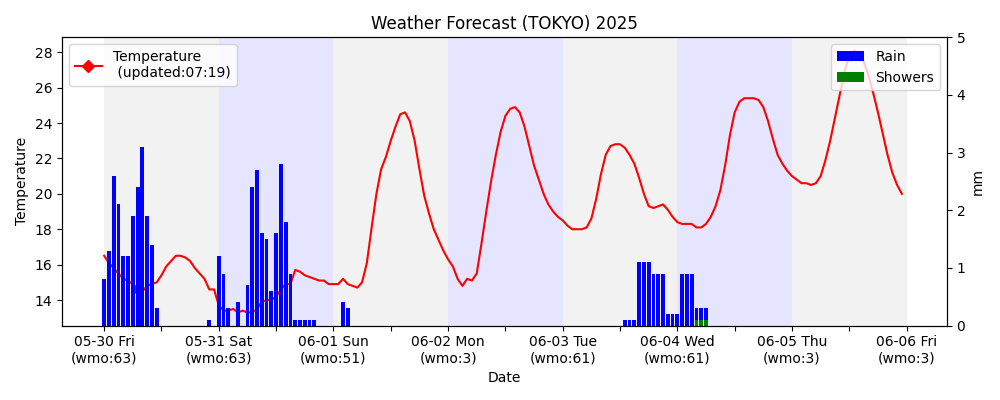 Weather Forecast (TOKYO) 2025
Temperature
(updated:07:19)
Rain
Showers
Temperature
28
26
24
22
20
18
16
14
5
4
3
2
1
0
mm
05-30 Fri
(wmo:63)
05-31 Sat
(wmo:63)
06-01 Sun
(wmo:51)
06-02 Mon
(wmo:3)
06-03 Tue
(wmo:61)
06-04 Wed
(wmo:61)
06-05 Thu
(wmo:3)
06-06 Fri
(wmo:3)
Date